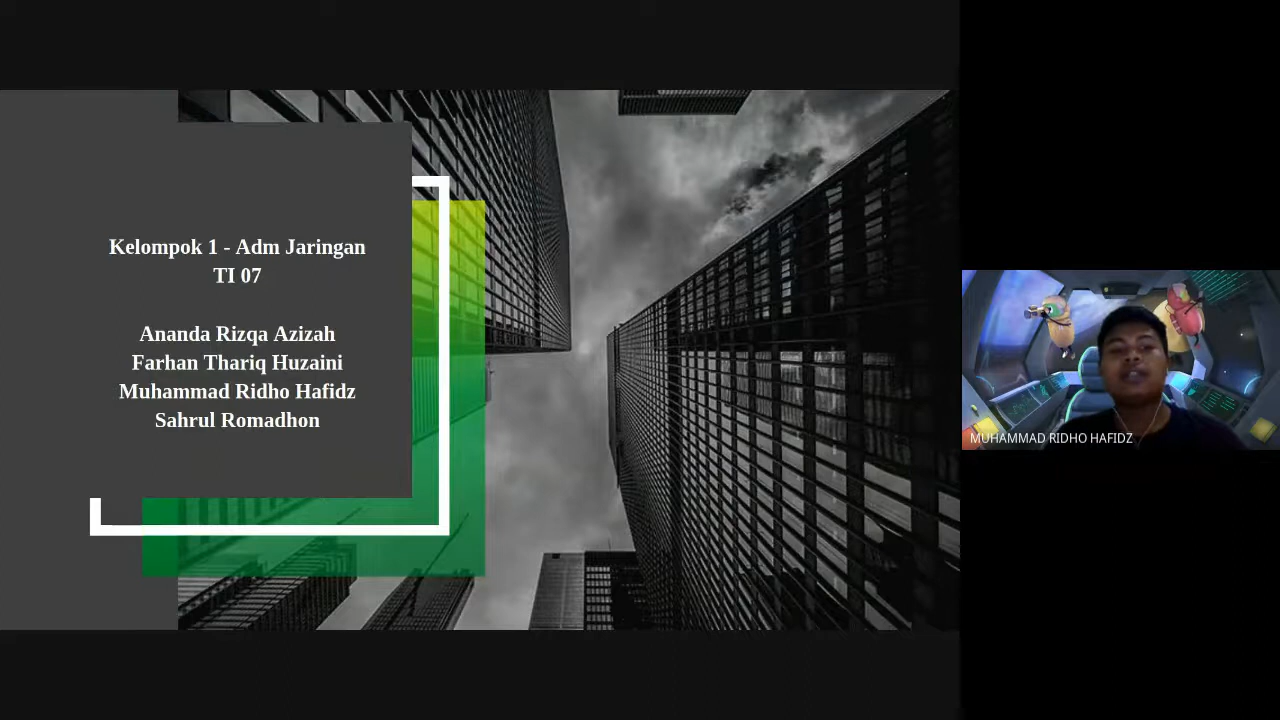 Kelompok 1 - Adm Jaringan
TI 07
Ananda Rizqa Azizah
Farhan Thariq Huzaini
Muhammad Ridho Hafidz
Sahrul Romadhon
MUHAMMAD RIDHO HAFIDZ